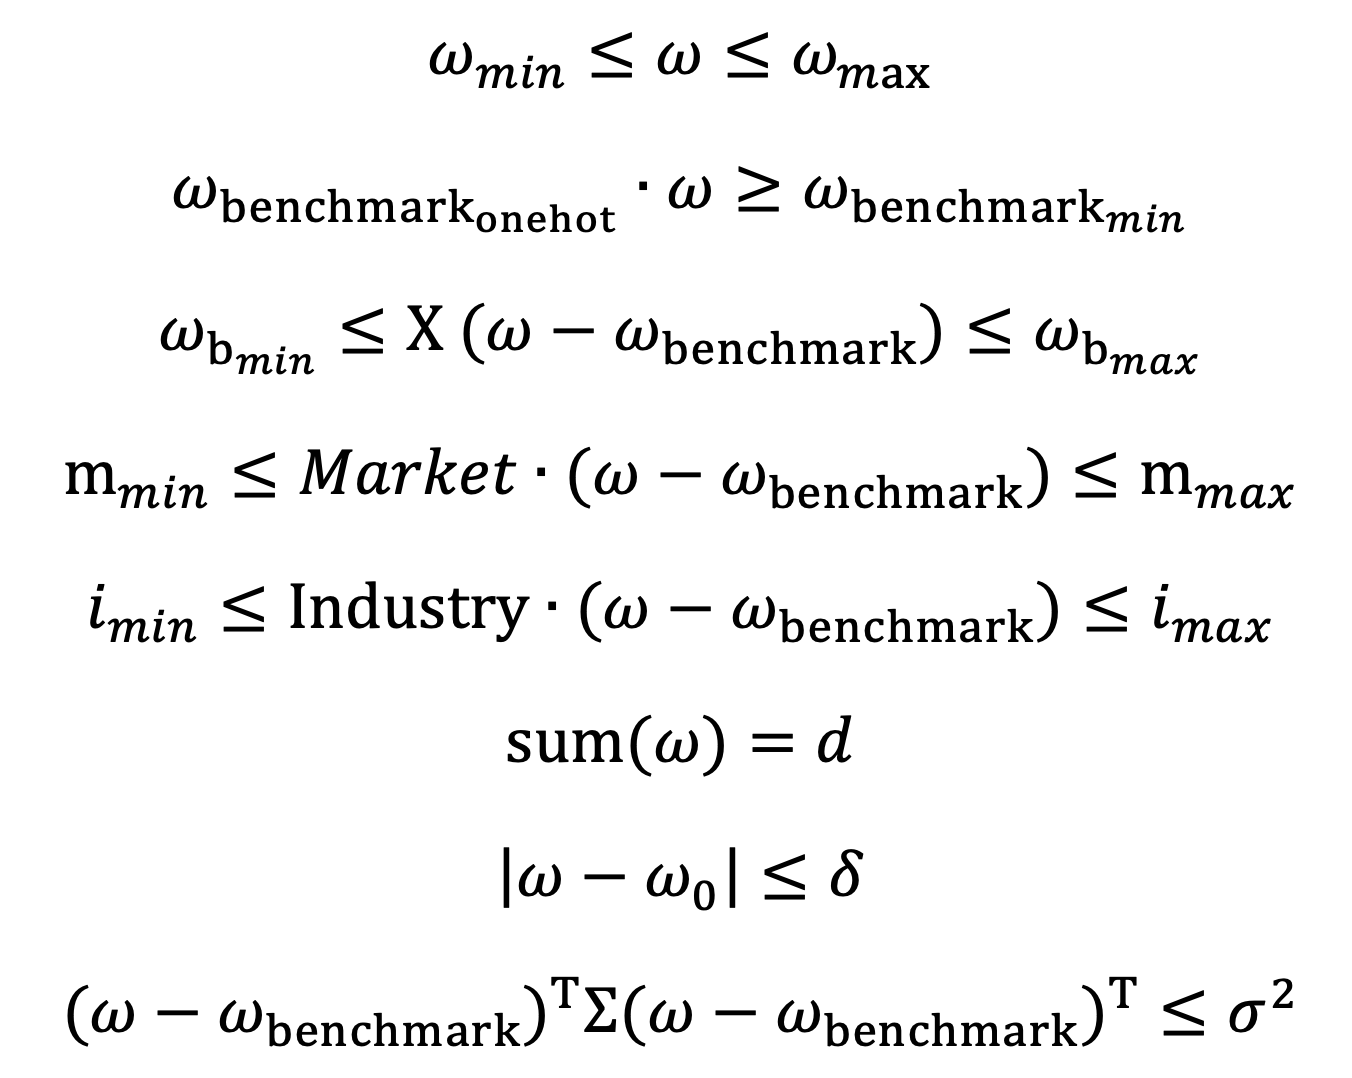 ω_min ≤ ω ≤ ω_max
ω_benchmark_onehot · ω ≥ ω_benchmark_min
ω_b_min ≤ X (ω − ω_benchmark) ≤ ω_b_max
m_min ≤ Market · (ω − ω_benchmark) ≤ m_max
i_min ≤ Industry · (ω − ω_benchmark) ≤ i_max
sum(ω) = d
|ω − ω_0| ≤ δ
(ω − ω_benchmark)^T Σ(ω − ω_benchmark)^T ≤ σ^2